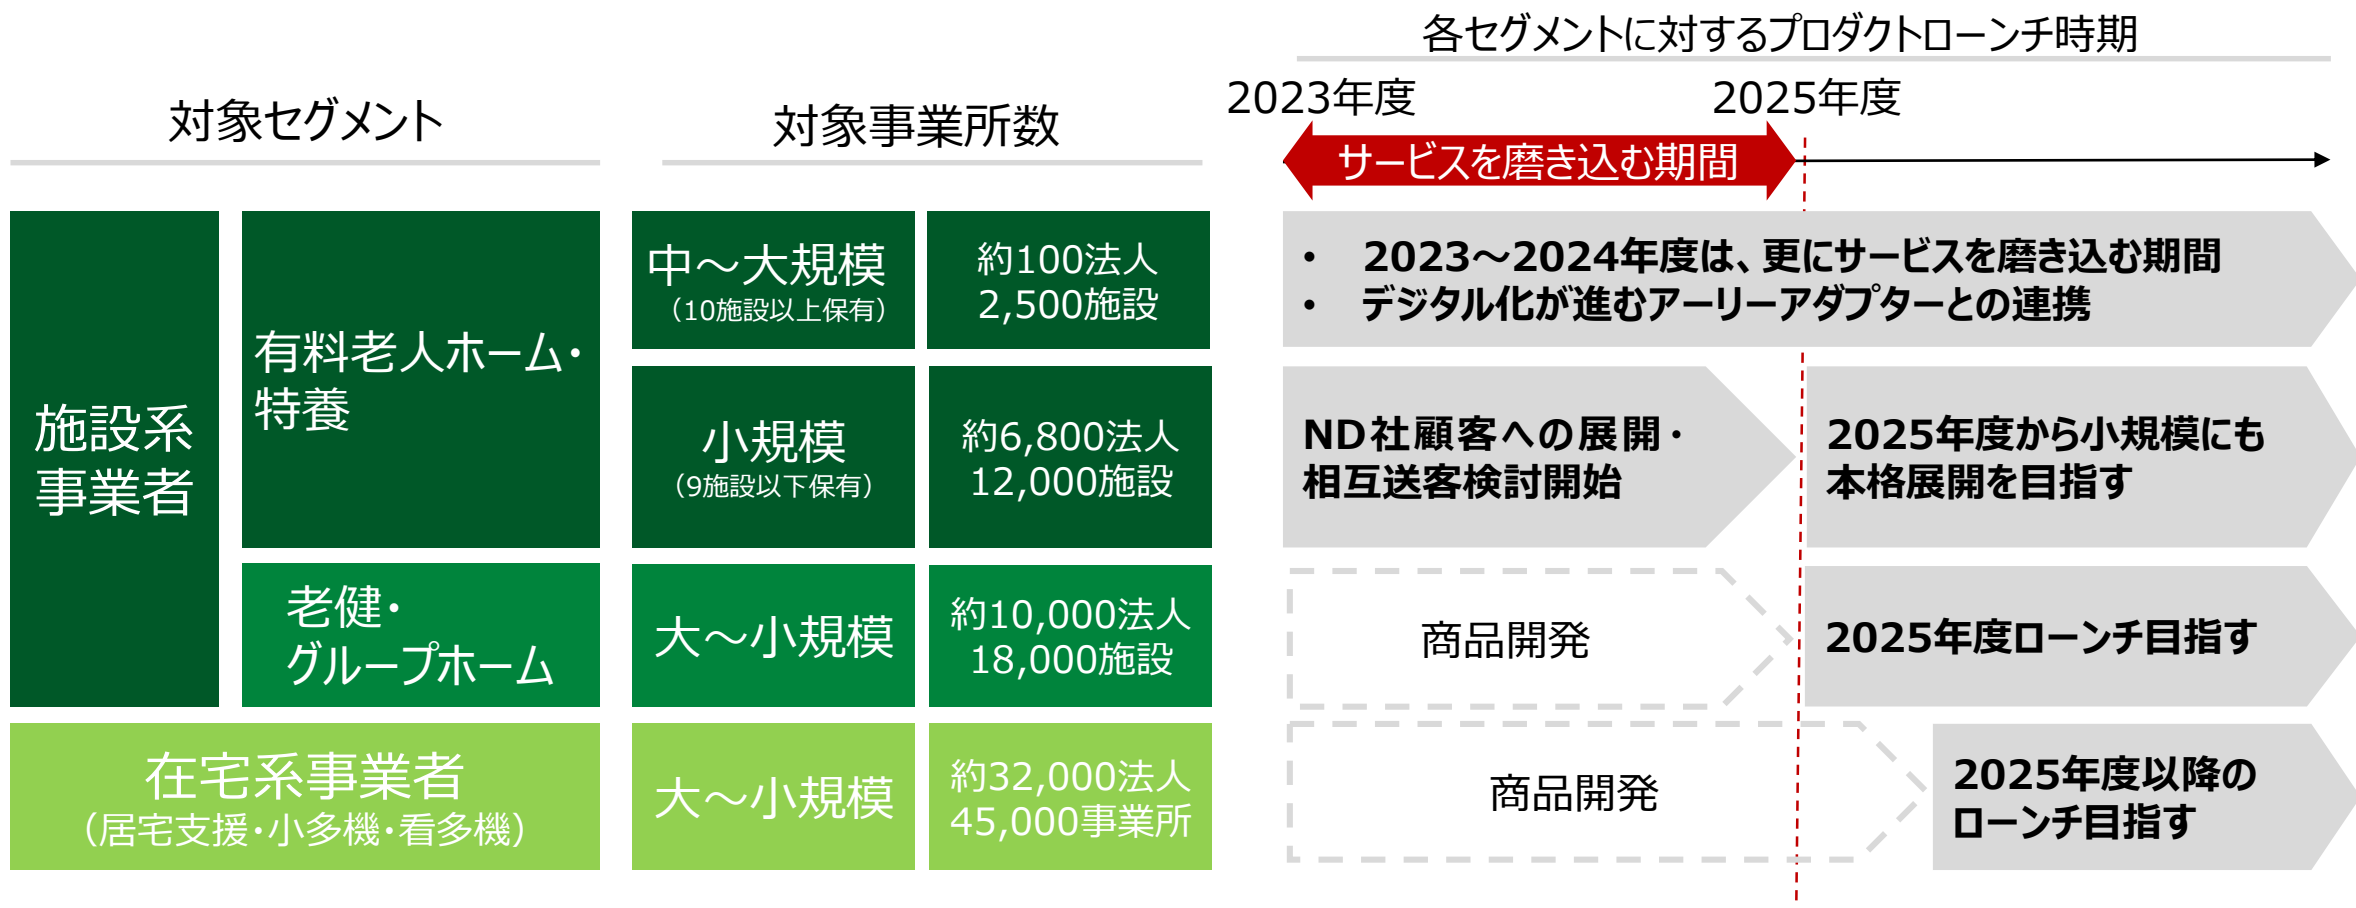 各セグメントに対するプロダクトローンチ時期
2023年度
2025年度
対象セグメント
対象事業所数
サービスを磨き込む期間
施設系
事業者
有料老人ホーム・
特養
中～大規模
（10施設以上保有）
約100法人
2,500施設
• 2023～2024年度は、更にサービスを磨き込む期間
• デジタル化が進むアーリーアダプターとの連携
小規模
（9施設以下保有）
約6,800法人
12,000施設
ND社顧客への展開・
相互送客検討開始
2025年度から小規模にも
本格展開を目指す
老健・
グループホーム
大～小規模
約10,000法人
18,000施設
商品開発
2025年度ローンチ目指す
在宅系事業者
（居宅支援・小多機・看多機）
大～小規模
約32,000法人
45,000事業所
商品開発
2025年度以降の
ローンチ目指す